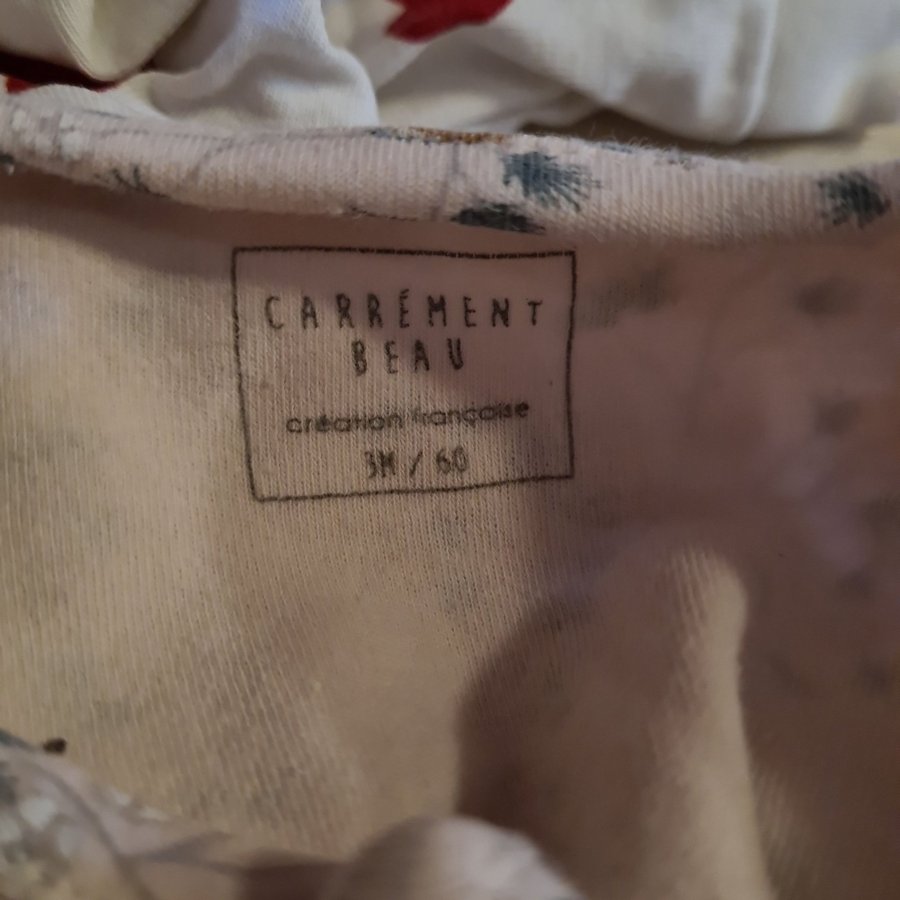 CARRÉMENT
BEAU
création française
3M / 60